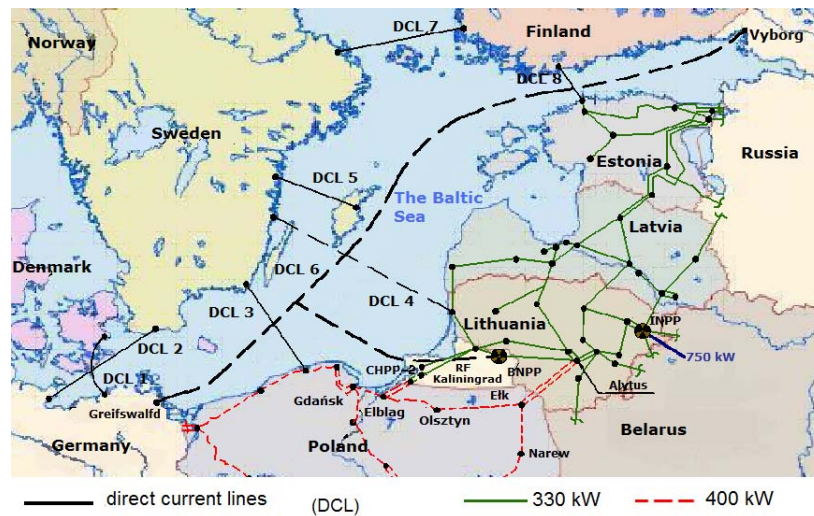 Norway
DCL 7
Finland
Vyborg
DCL 8
Sweden
Estonia
Russia
DCL 5
The Baltic
Sea
Latvia
Denmark
DCL 6
DCL 4
DCL 3
Lithuania
INPP
DCL 2
750 kW
CHPP-2
RF
Kaliningrad
BNPP
DCL 1
Alytus
Greifswalfd
Gdańsk
Elblag
Ełk
Olsztyn
Germany
Poland
Belarus
Narew
direct current lines
(DCL)
330 kW
400 kW